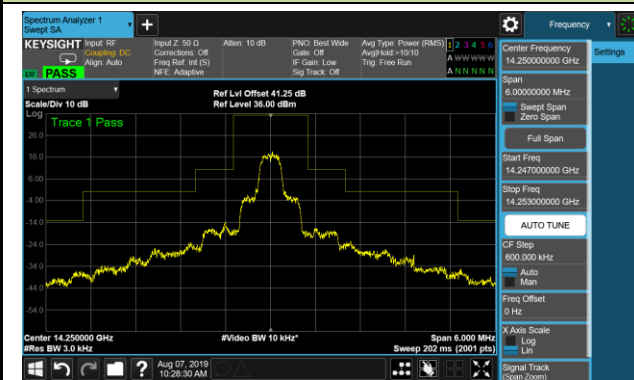 Spectrum Analyzer 1
Swept SA
+
Frequency
KEYSIGHT
Input: RF
Coupling: DC
Align: Auto
Input Z: 50 Ω
Corrections: Off
Freq Ref: Int (S)
NFE: Adaptive
Atten: 10 dB
PNO: Best Wide
Gate: Off
IF Gain: Low
Sig Track: Off
Avg Type: Power (RMS)
Avg|Hold:>10/10
Trig: Free Run
1 2 3 4 5 6
A W W W W W
A N N N N N
PASS
1 Spectrum
Scale/Div 10 dB
Ref Lvl Offset 41.25 dB
Ref Level 36.00 dBm
Log
Trace 1 Pass
26.0
16.0
6.00
-4.00
-14.0
-24.0
-34.0
-44.0
-54.0
Center 14.250000 GHz
#Res BW 3.0 kHz
#Video BW 10 kHz*
Span 6.000 MHz
Sweep 202 ms (2001 pts)
Center Frequency
14.250000000 GHz
Settings
Span
6.00000000 MHz
Swept Span
Zero Span
Full Span
Start Freq
14.247000000 GHz
Stop Freq
14.253000000 GHz
AUTO TUNE
CF Step
600.000 kHz
Auto
Man
Freq Offset
0 Hz
X Axis Scale
Log
Lin
Signal Track
(Span Zoom)
?
Aug 07, 2019
10:28:30 AM